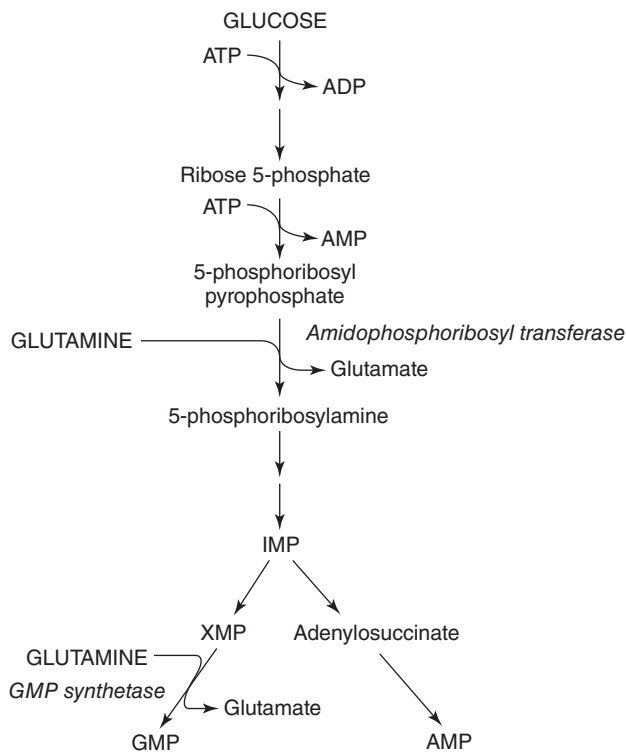 GLUCOSE
ATP
ADP
Ribose 5-phosphate
ATP
AMP
5-phosphoribosyl
pyrophosphate
GLUTAMINE
Amidophosphoribosyl transferase
Glutamate
5-phosphoribosylamine
IMP
XMP
Adenylosuccinate
GLUTAMINE
GMP synthetase
Glutamate
GMP
AMP